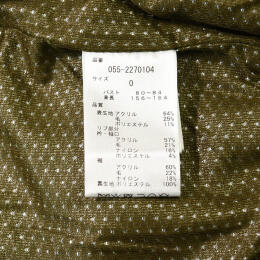 品番
055-2270104
サイズ
0
バスト 80~84
身長 156~164
品質
表生地 アクリル 64%
毛 25%
ポリエステル 11%
リブ部分
衿・袖口
アクリル 57%
毛 21%
ナイロン 18%
ポリエステル 4%
袖
アクリル 60%
毛 22%
ナイロン 18%
裏生地 ポリエステル 100%